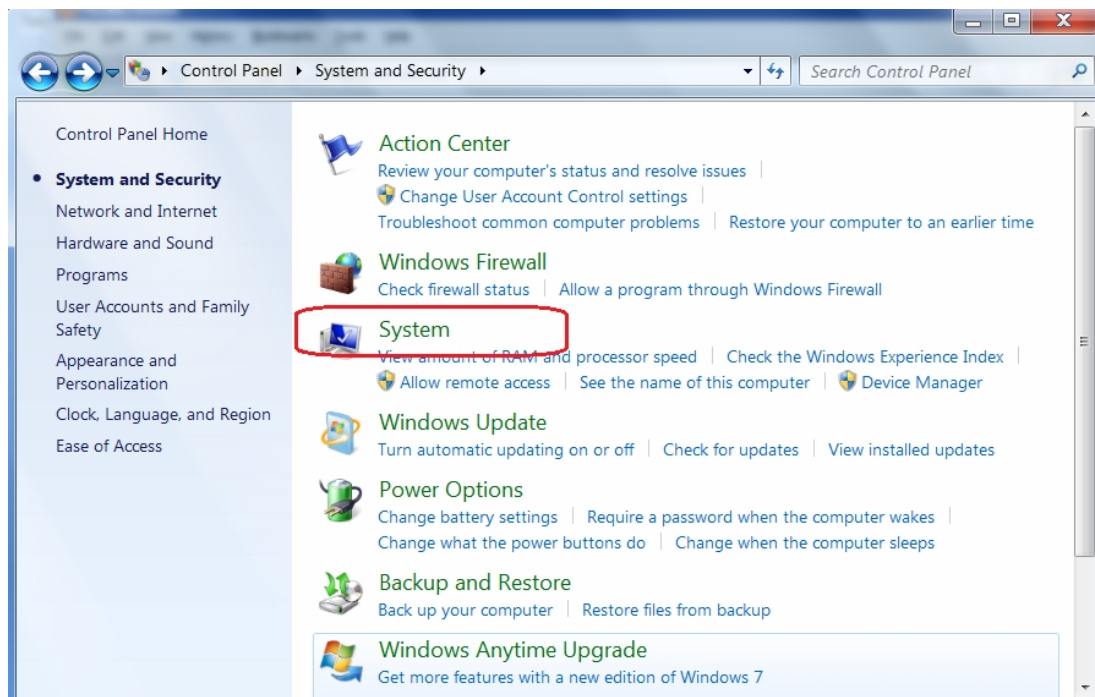 Control Panel System and Security Search Control Panel
Control Panel Home
System and Security
Network and Internet
Hardware and Sound
Programs
User Accounts and Family
Safety
Appearance and
Personalization
Clock, Language, and Region
Ease of Access
Action Center
Review your computer's status and resolve issues
Change User Account Control settings
Troubleshoot common computer problems Restore your computer to an earlier time
Windows Firewall
Check firewall status Allow a program through Windows Firewall
System
View amount of RAM and processor speed Check the Windows Experience Index
Allow remote access See the name of this computer Device Manager
Windows Update
Turn automatic updating on or off Check for updates View installed updates
Power Options
Change battery settings Require a password when the computer wakes
Change what the power buttons do Change when the computer sleeps
Backup and Restore
Back up your computer Restore files from backup
Windows Anytime Upgrade
Get more features with a new edition of Windows 7